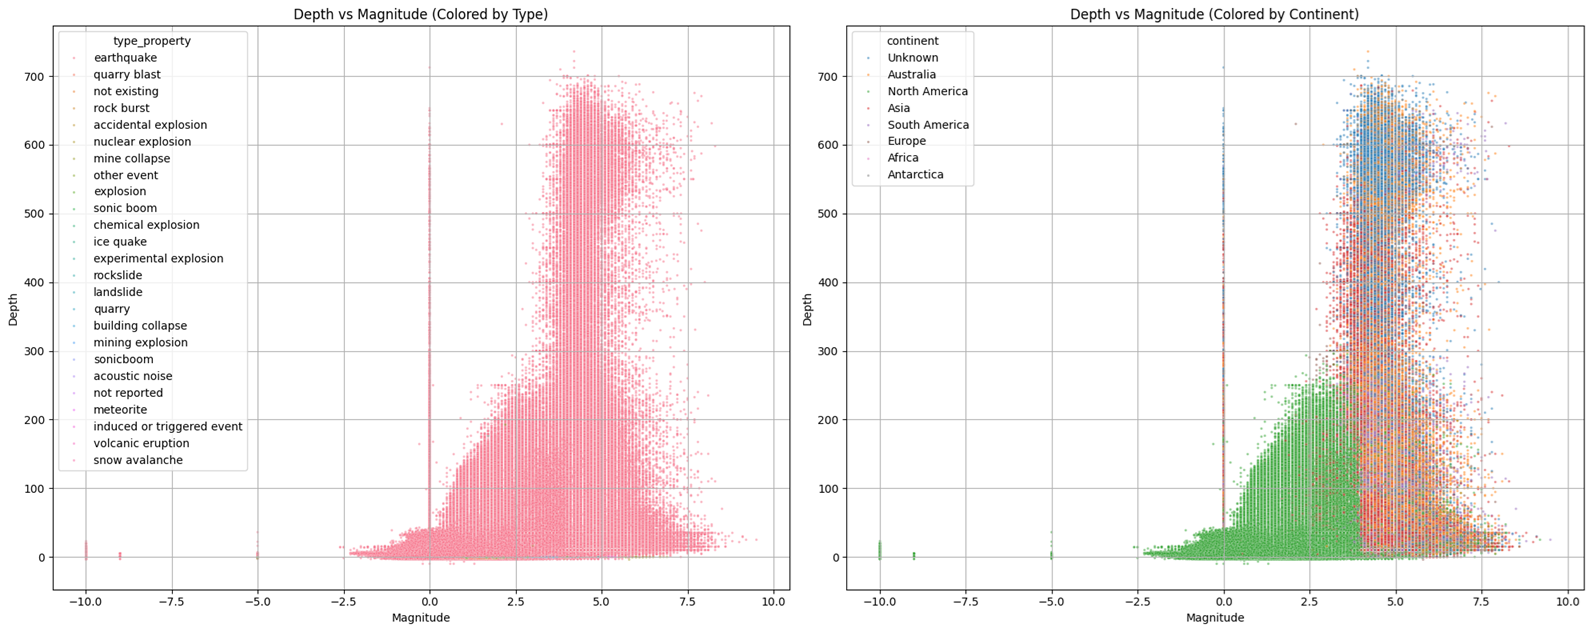 Depth vs Magnitude (Colored by Type)
type_property
earthquake
quarry blast
not existing
rock burst
accidental explosion
nuclear explosion
mine collapse
other event
explosion
sonic boom
chemical explosion
ice quake
experimental explosion
rockslide
landslide
quarry
building collapse
mining explosion
sonicboom
acoustic noise
not reported
meteorite
induced or triggered event
volcanic eruption
snow avalanche
Depth
700
600
500
400
300
200
100
0
−10.0 −7.5 −5.0 −2.5 0.0 2.5 5.0 7.5 10.0
Magnitude
Depth vs Magnitude (Colored by Continent)
continent
Unknown
Australia
North America
Asia
South America
Europe
Africa
Antarctica
Depth
700
600
500
400
300
200
100
0
−10.0 −7.5 −5.0 −2.5 0.0 2.5 5.0 7.5 10.0
Magnitude